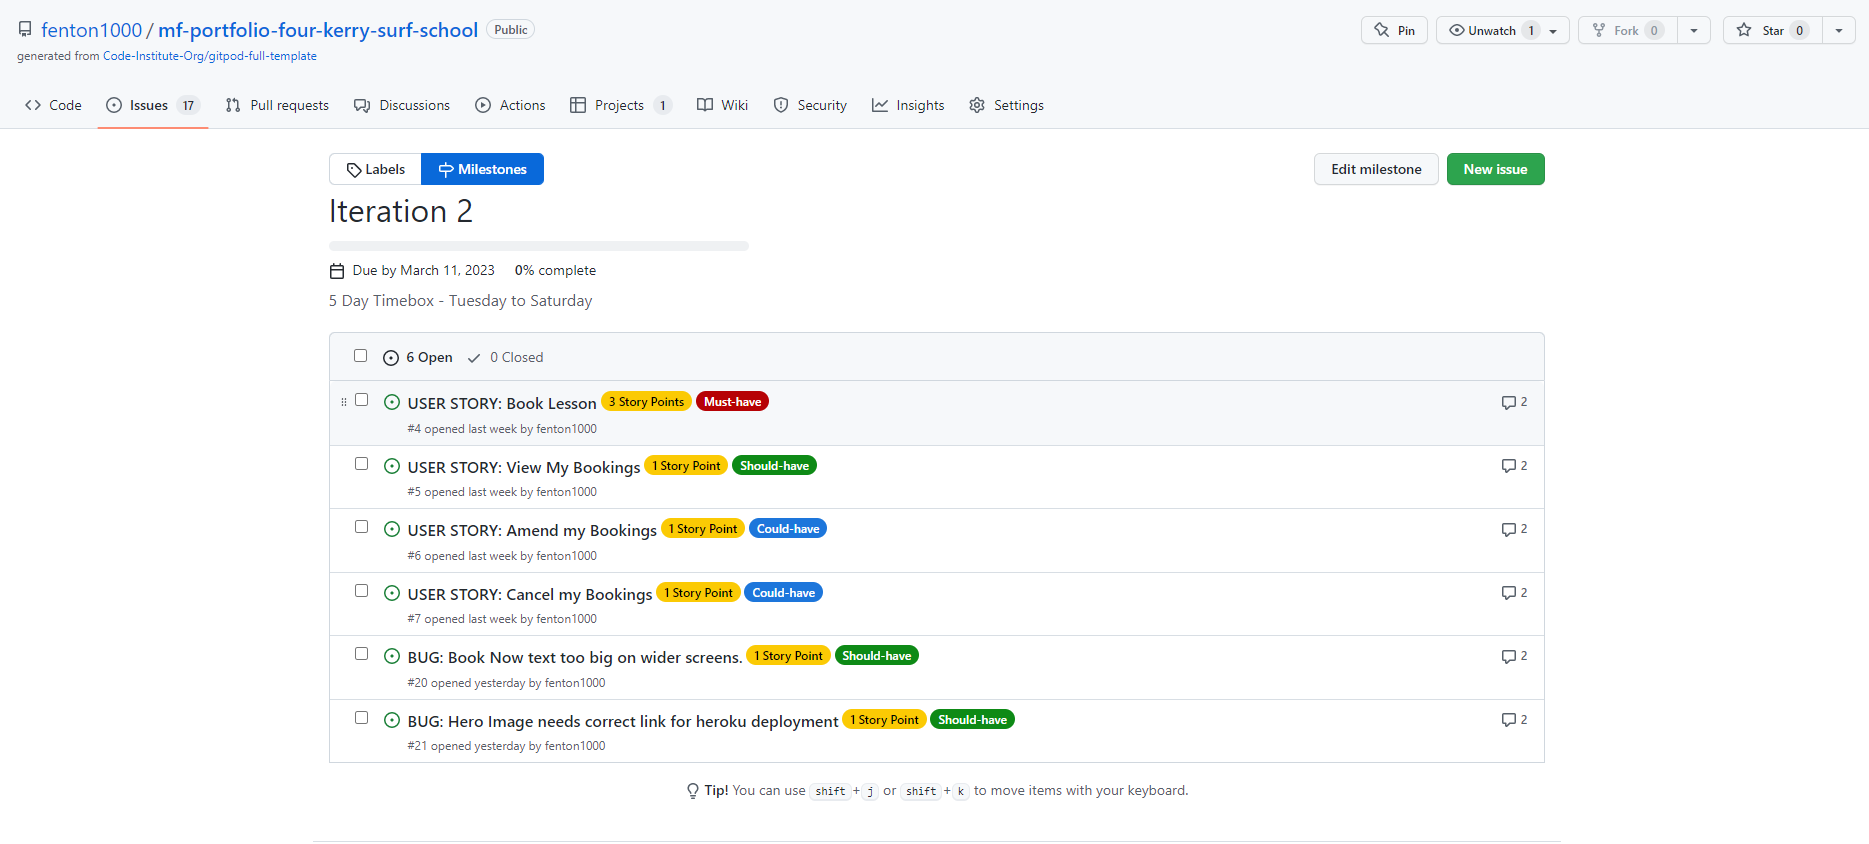 fenton1000 / mf-portfolio-four-kerry-surf-school Public
Pin Unwatch 1 Fork 0 Star 0
generated from Code-Institute-Org/gitpod-full-template
Code Issues 17 Pull requests Discussions Actions Projects 1 Wiki Security Insights Settings
Labels Milestones Edit milestone New issue
Iteration 2
Due by March 11, 2023 0% complete
5 Day Timebox - Tuesday to Saturday
6 Open 0 Closed
USER STORY: Book Lesson 3 Story Points Must-have 2
#4 opened last week by fenton1000
USER STORY: View My Bookings 1 Story Point Should-have 2
#5 opened last week by fenton1000
USER STORY: Amend my Bookings 1 Story Point Could-have 2
#6 opened last week by fenton1000
USER STORY: Cancel my Bookings 1 Story Point Could-have 2
#7 opened last week by fenton1000
BUG: Book Now text too big on wider screens. 1 Story Point Should-have 2
#20 opened yesterday by fenton1000
BUG: Hero Image needs correct link for heroku deployment 1 Story Point Should-have 2
#21 opened yesterday by fenton1000
Tip! You can use shift + j or shift + k to move items with your keyboard.